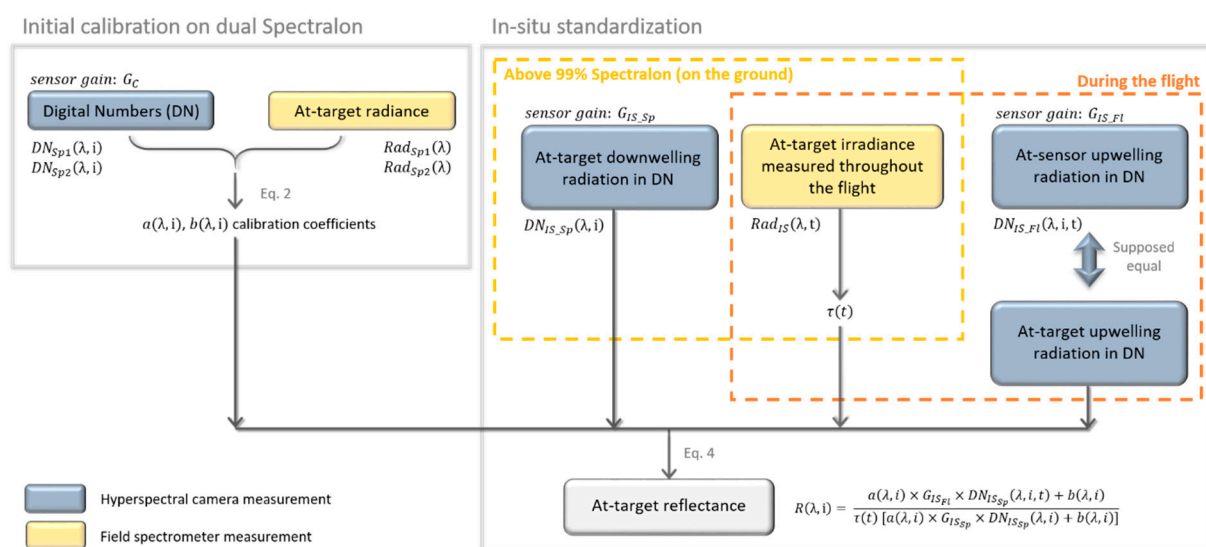 Initial calibration on dual Spectralon
sensor gain: G_C
Digital Numbers (DN)
At-target radiance
DN_Sp1(λ, i)
DN_Sp2(λ, i)
Rad_Sp1(λ)
Rad_Sp2(λ)
Eq. 2
a(λ, i), b(λ, i) calibration coefficients
In-situ standardization
Above 99% Spectralon (on the ground)
During the flight
sensor gain: G_IS_Sp
At-target downwelling
radiation in DN
DN_IS_Sp(λ, i)
At-target irradiance
measured throughout
the flight
Rad_IS(λ, t)
τ(t)
sensor gain: G_IS_Fl
At-sensor upwelling
radiation in DN
DN_IS_Fl(λ, i, t)
Supposed
equal
At-target upwelling
radiation in DN
Eq. 4
At-target reflectance
R(λ, i) = a(λ, i) × G_IS_Fl × DN_IS_Sp(λ, i, t) + b(λ, i)
τ(t) [a(λ, i) × G_IS_Sp × DN_IS_Sp(λ, i) + b(λ, i)]
Hyperspectral camera measurement
Field spectrometer measurement